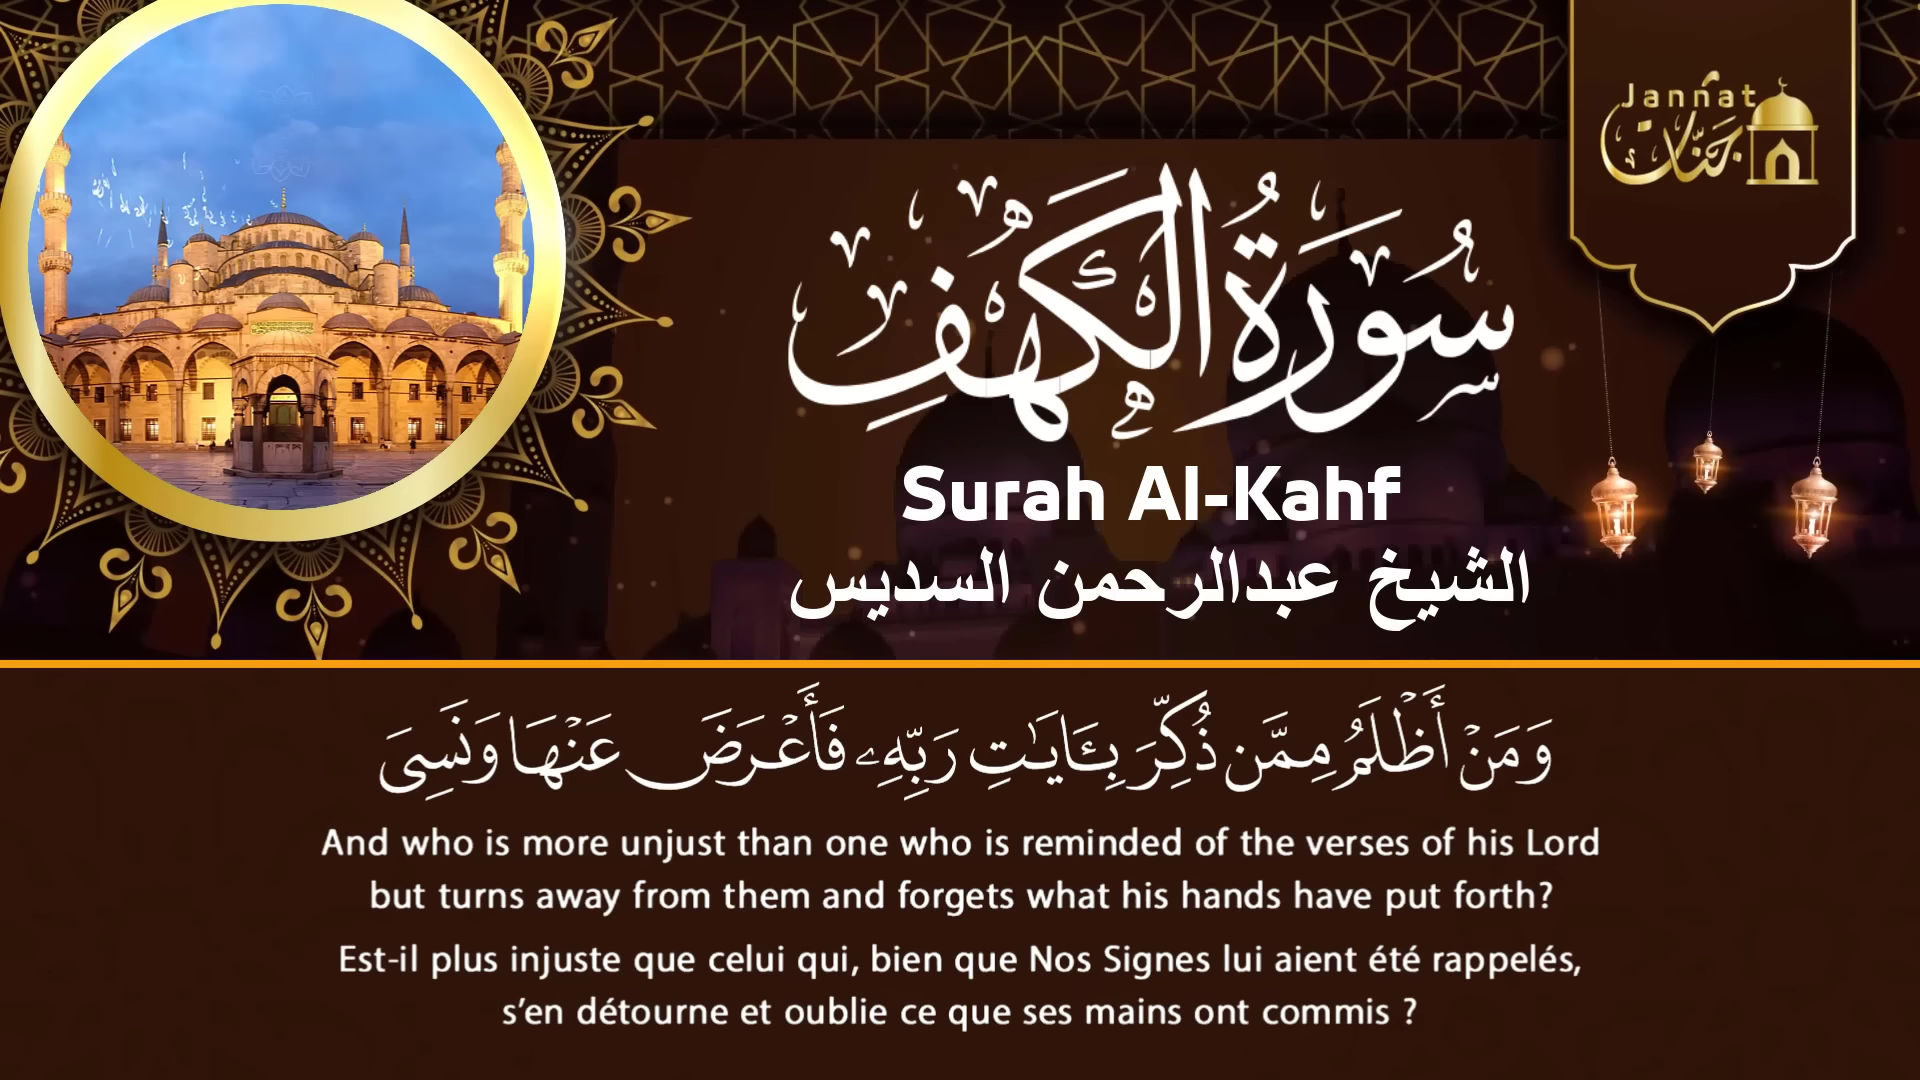 Jannat
جنات
سُورَةُ الكَهْفِ
Surah Al-Kahf
الشيخ عبدالرحمن السديس
وَمَنۡ أَظۡلَمُ مِمَّن ذُكِّرَ بِـَٔايَٰتِ رَبِّهِۦ فَأَعۡرَضَ عَنۡهَا وَنَسِىَ
And who is more unjust than one who is reminded of the verses of his Lord
but turns away from them and forgets what his hands have put forth?
Est-il plus injuste que celui qui, bien que Nos Signes lui aient été rappelés,
s’en détourne et oublie ce que ses mains ont commis ?